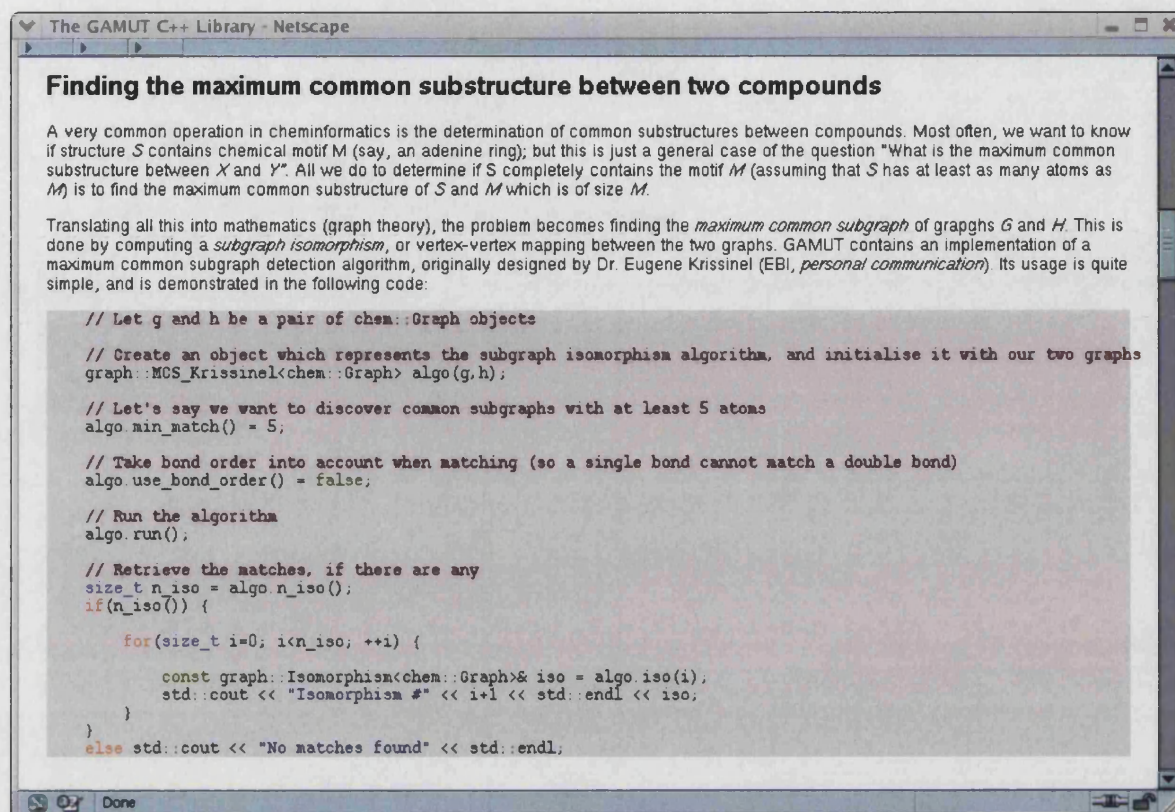 The GAMUT C++ Library - Netscape
Finding the maximum common substructure between two compounds
A very common operation in cheminformatics is the determination of common substructures between compounds. Most often, we want to know
if structure S contains chemical motif M (say, an adenine ring); but this is just a general case of the question "What is the maximum common
substructure between X and Y". All we do to determine if S completely contains the motif M (assuming that S has at least as many atoms as
M) is to find the maximum common substructure of S and M which is of size M.
Translating all this into mathematics (graph theory), the problem becomes finding the maximum common subgraph of grapghs G and H. This is
done by computing a subgraph isomorphism, or vertex-vertex mapping between the two graphs. GAMUT contains an implementation of a
maximum common subgraph detection algorithm, originally designed by Dr. Eugene Krissinel (EBI, personal communication). Its usage is quite
simple, and is demonstrated in the following code:
// Let g and h be a pair of chem::Graph objects
// Create an object which represents the subgraph isomorphism algorithm, and initialise it with our two graphs
graph::MCS_Krissinel<chem::Graph> algo(g,h);
// Let's say we want to discover common subgraphs with at least 5 atoms
algo.min_match() = 5;
// Take bond order into account when matching (so a single bond cannot match a double bond)
algo.use_bond_order() = false;
// Run the algorithm
algo.run();
// Retrieve the matches, if there are any
size_t n_iso = algo.n_iso();
if(n_iso()) {
for(size_t i=0; i<n_iso; ++i) {
const graph::Isomorphism<chem::Graph>& iso = algo.iso(i);
std::cout << "Isomorphism #" << i+1 << std::endl << iso;
}
}
else std::cout << "No matches found" << std::endl;
Done